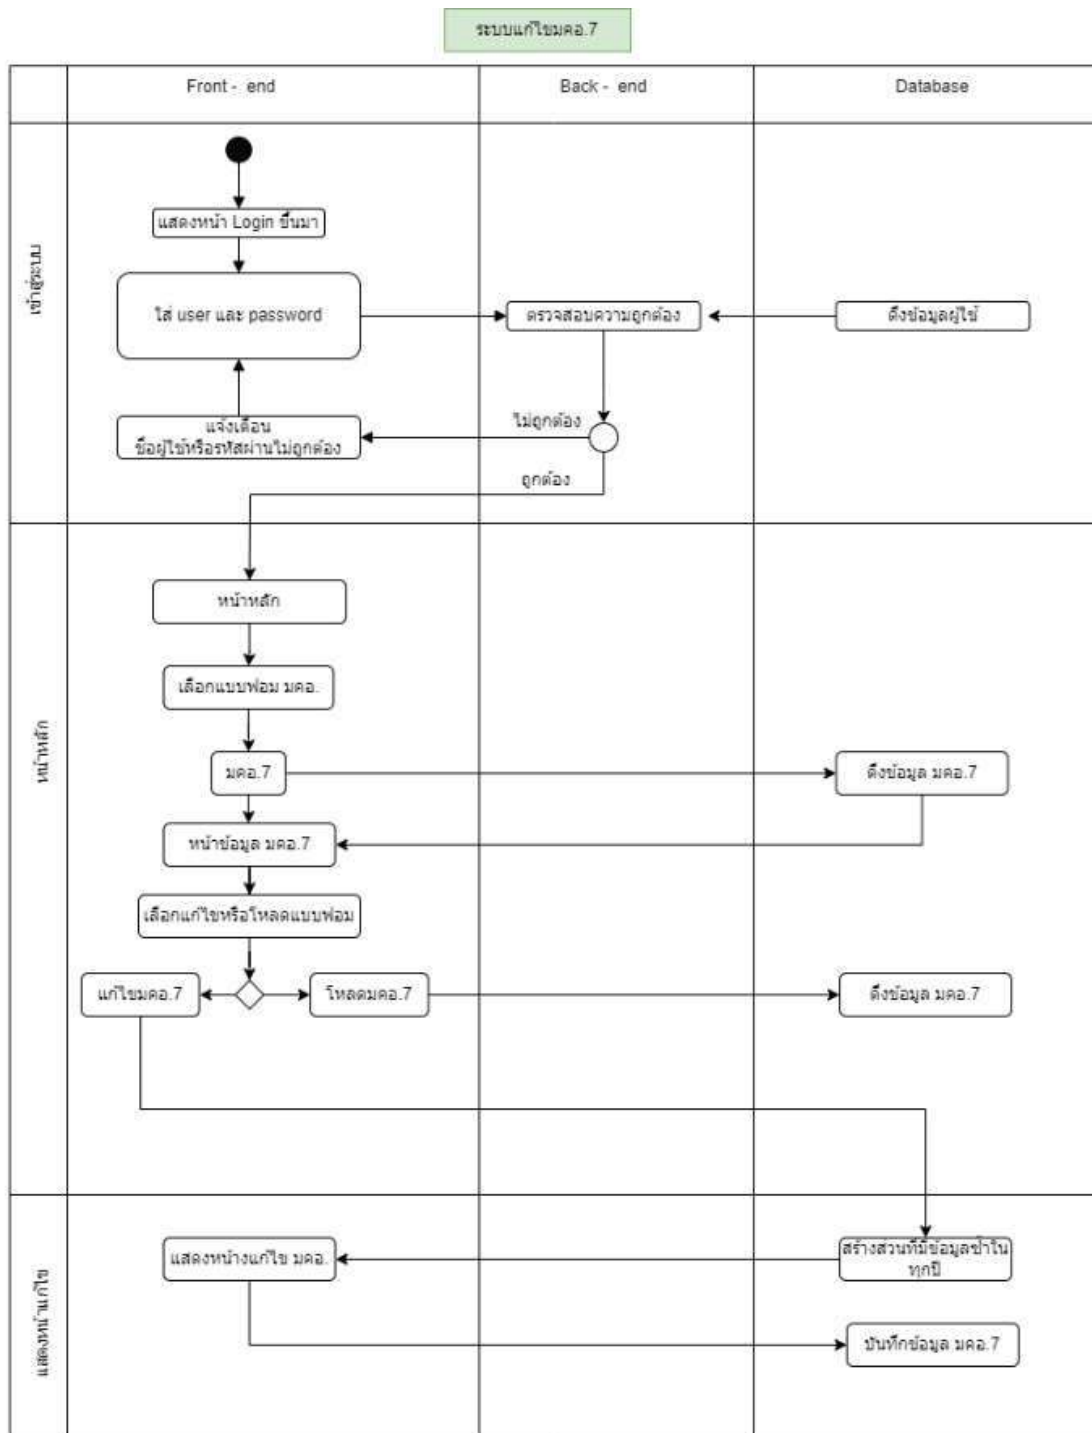 ระบบแก้ไขมคอ.7
Front - end
Back - end
Database
เข้าสู่ระบบ
แสดงหน้า Login ขึ้นมา
ใส่ user และ password
ตรวจสอบความถูกต้อง
ดึงข้อมูลผู้ใช้
แจ้งเตือน
ชื่อผู้ใช้หรือรหัสผ่านไม่ถูกต้อง
ไม่ถูกต้อง
ถูกต้อง
หน้าหลัก
หน้าหลัก
เลือกแบบฟอม มคอ.
มคอ.7
ดึงข้อมูล มคอ.7
หน้าข้อมูล มคอ.7
เลือกแก้ไขหรือโหลดแบบฟอม
แก้ไขมคอ.7
โหลดมคอ.7
ดึงข้อมูล มคอ.7
แสดงหน้าแก้ไข
แสดงหน้างแก้ไข มคอ.
สร้างส่วนที่มีข้อมูลซ้ำใน
ทุกปี
บันทึกข้อมูล มคอ.7